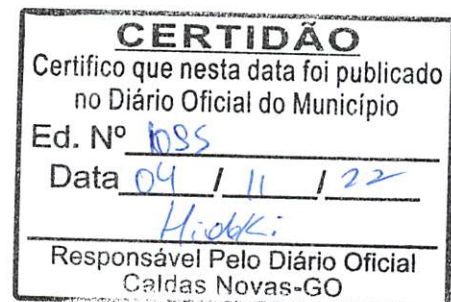 CERTIDÃO
Certifico que nesta data foi publicado
no Diário Oficial do Município
Ed. Nº
Data 04 / 11 / 22
Responsável Pelo Diário Oficial
Caldas Novas-GO